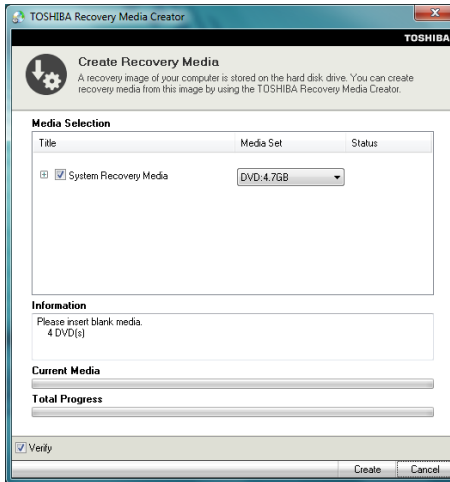 TOSHIBA Recovery Media Creator
TOSHIBA
Create Recovery Media
A recovery image of your computer is stored on the hard disk drive. You can create
recovery media from this image by using the TOSHIBA Recovery Media Creator.
Media Selection
Title Media Set Status
System Recovery Media DVD:4.7GB
Information
Please insert blank media.
4 DVD(s)
Current Media
Total Progress
Verify
Create Cancel